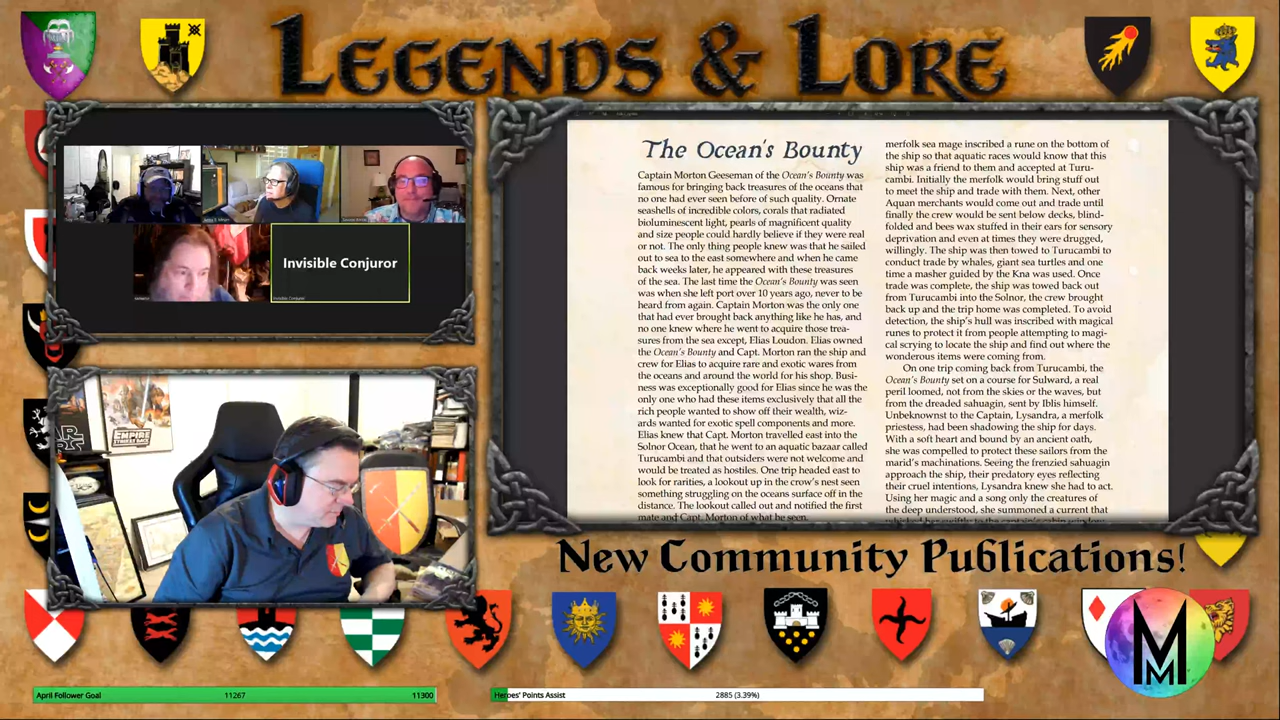 LEGENDS & LORE
Invisible Conjuror
Invisible Conjuror
STAR WARS
EMPIRE
The Ocean's Bounty
Captain Morton Geeseman of the Ocean's Bounty was
famous for bringing back treasures of the oceans that
no one had ever seen before of such quality. Ornate
seashells of incredible colors, corals that radiated
bioluminescent light, pearls of magnificent quality
and size people could hardly believe if they were real
or not. The only thing people knew was that he sailed
out to sea to the east somewhere and when he came
back weeks later, he appeared with these treasures
of the sea. The last time the Ocean's Bounty was seen
was when she left port over 10 years ago, never to be
heard from again. Captain Morton was the only one
that had ever brought back anything like he has, and
no one knew where he went to acquire those trea-
sures from the sea except, Elias Loudon. Elias owned
the Ocean's Bounty and Capt. Morton ran the ship and
crew for Elias to acquire rare and exotic wares from
the oceans and around the world for his shop. Busi-
ness was exceptionally good for Elias since he was the
only one who had these items exclusively that all the
rich people wanted to show off their wealth, wiz-
ards wanted for exotic spell components and more.
Elias knew that Capt. Morton travelled east into the
Solnor Ocean, that he went to an aquatic bazaar called
Turucambi and that outsiders were not welcome and
would be treated as hostiles. One trip headed east to
look for rarities, a lookout up in the crow's nest seen
something struggling on the oceans surface off in the
distance. The lookout called out and notified the first
mate and Capt. Morton of what he seen.
merfolk sea mage inscribed a rune on the bottom of
the ship so that aquatic races would know that this
ship was a friend to them and accepted at Turu-
cambi. Initially the merfolk would bring stuff out
to meet the ship and trade with them. Next, other
Aquan merchants would come out and trade until
finally the crew would be sent below decks, blind-
folded and bees wax stuffed in their ears for sensory
deprivation and even at times they were drugged,
willingly. The ship was then towed to Turucambi to
conduct trade by whales, giant sea turtles and one
time a masher guided by the Kna was used. Once
trade was complete, the ship was towed back out
from Turucambi into the Solnor, the crew brought
back up and the trip home was completed. To avoid
detection, the ship's hull was inscribed with magical
runes to protect it from people attempting to magi-
cal scrying to locate the ship and find out where the
wonderous items were coming from.
On one trip coming back from Turucambi, the
Ocean's Bounty set on a course for Sulward, a real
peril loomed, not from the skies or the waves, but
from the dreaded sahuagin, sent by Iblis himself.
Unbeknownst to the Captain, Lysandra, a merfolk
priestess, had been shadowing the ship for days.
With a soft heart and bound by an ancient oath,
she was compelled to protect these sailors from the
marid's machinations. Seeing the frenzied sahuagin
approach the ship, their predatory eyes reflecting
their cruel intentions, Lysandra knew she had to act.
Using her magic and a song only the creatures of
the deep understood, she summoned a current that
New Community Publications!
MM
April Follower Goal 11267 11300
Heroes' Points Assist 2885 (3.39%)